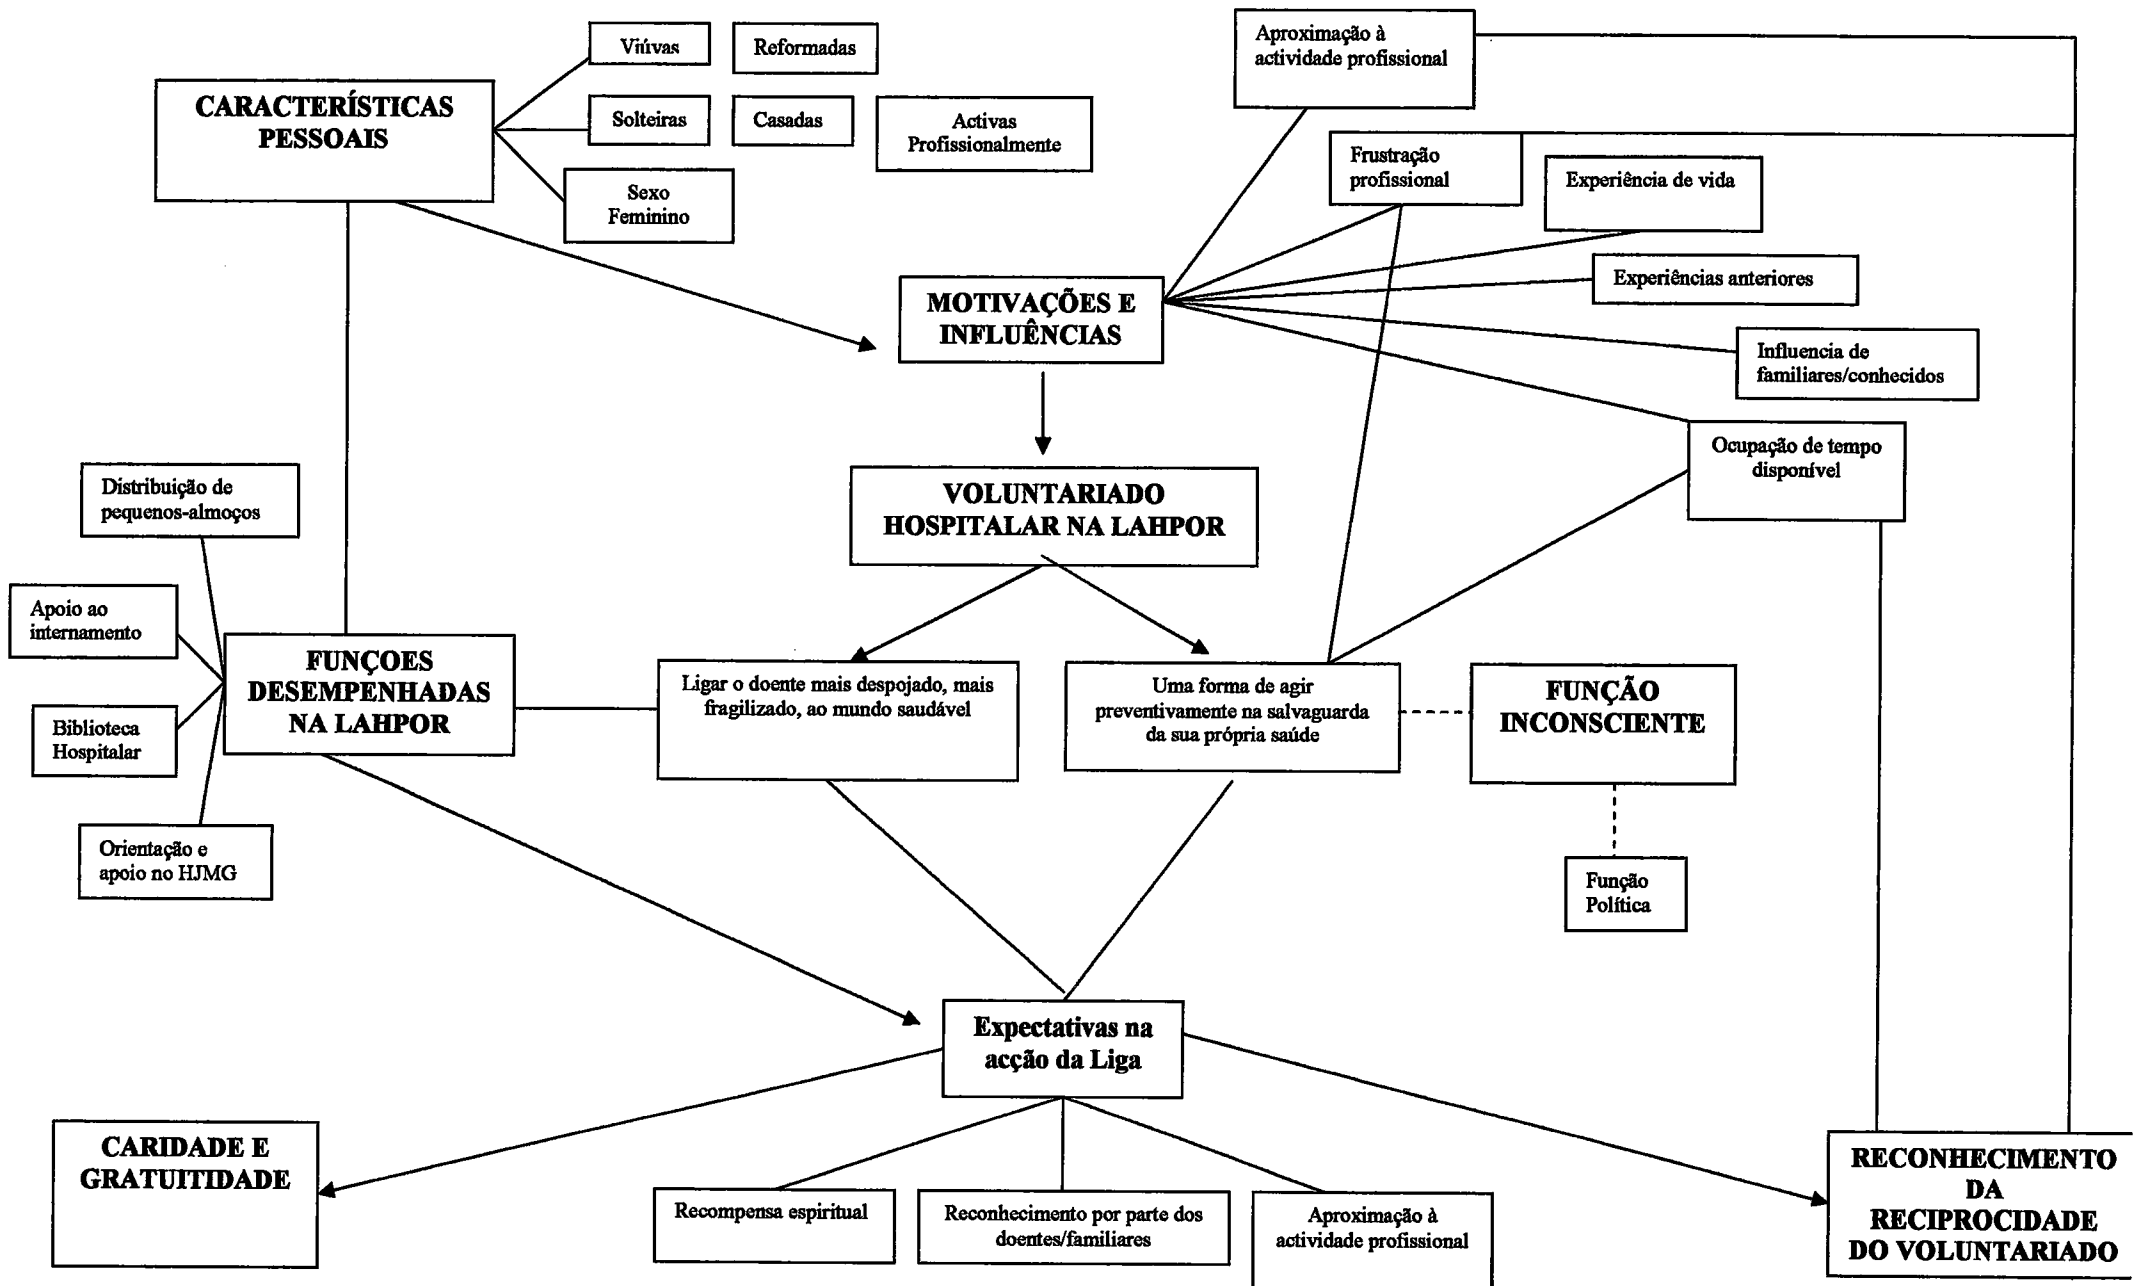 Aproximação à
actividade profissional
Viúvas
Reformadas
CARACTERÍSTICAS
PESSOAIS
Solteiras
Casadas
Activas
Profissionalmente
Frustração
profissional
Experiência de vida
Sexo
Feminino
Experiências anteriores
MOTIVAÇÕES E
INFLUÊNCIAS
Influencia de
familiares/conhecidos
Ocupação de tempo
disponível
Distribuição de
pequenos-almoços
VOLUNTARIADO
HOSPITALAR NA LAHPOR
Apoio ao
internamento
FUNÇOES
DESEMPENHADAS
NA LAHPOR
Ligar o doente mais despojado, mais
fragilizado, ao mundo saudável
Uma forma de agir
preventivamente na salvaguarda
da sua própria saúde
FUNÇÃO
INCONSCIENTE
Biblioteca
Hospitalar
Orientação e
apoio no HJMG
Função
Política
Expectativas na
acção da Liga
CARIDADE E
GRATUITIDADE
RECONHECIMENTO
DA
RECIPROCIDADE
DO VOLUNTARIADO
Recompensa espiritual
Reconhecimento por parte dos
doentes/familiares
Aproximação à
actividade profissional